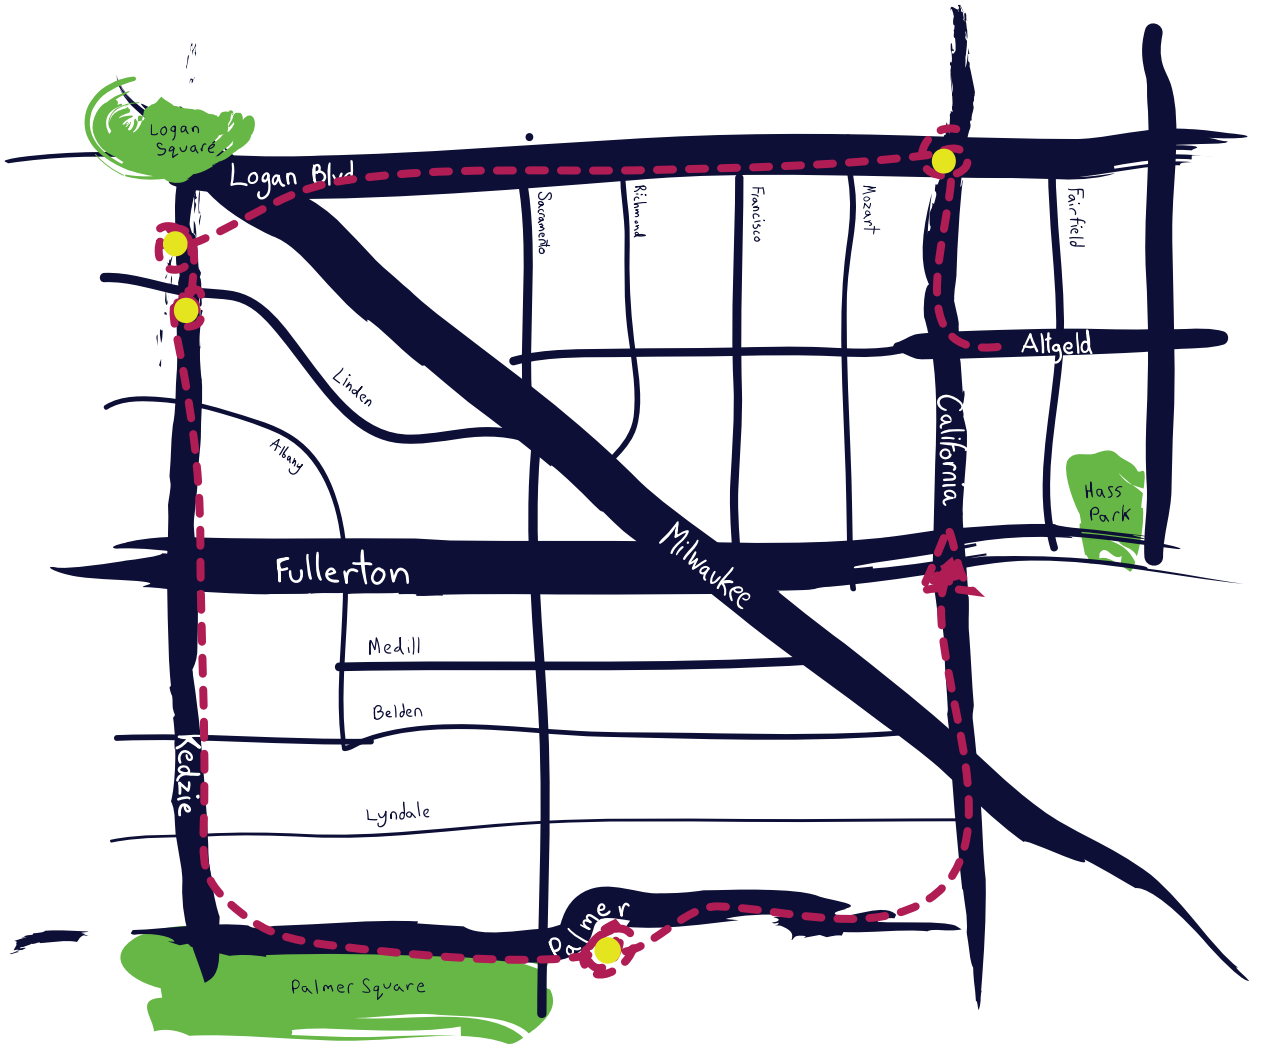 Logan
Square
Logan Blvd
Sacramento
Richmond
Francisco
Mozart
Fairfield
Altgeld
Linden
California
Albany
Hass
Park
Milwaukee
Fullerton
Medill
Belden
Kedzie
Lyndale
Palmer
Palmer Square